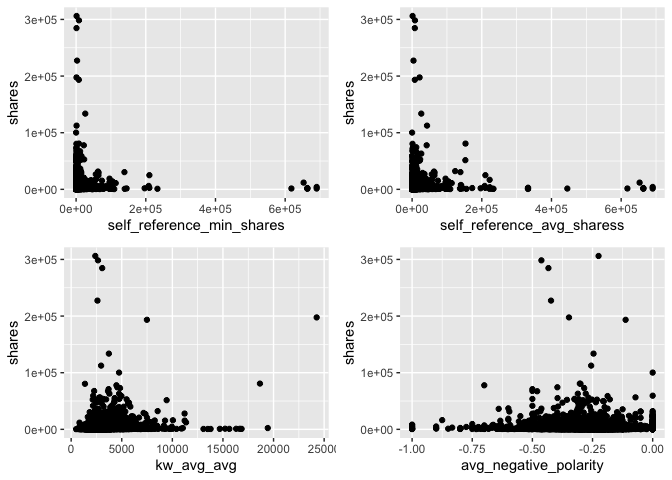 3e+05
2e+05
1e+05
0e+00
shares
0e+00 2e+05 4e+05 6e+05
self_reference_min_shares
3e+05
2e+05
1e+05
0e+00
shares
0e+00 2e+05 4e+05 6e+05
self_reference_avg_sharess
3e+05
2e+05
1e+05
0e+00
shares
0 5000 10000 15000 20000 25000
kw_avg_avg
3e+05
2e+05
1e+05
0e+00
shares
-1.00 -0.75 -0.50 -0.25 0.00
avg_negative_polarity